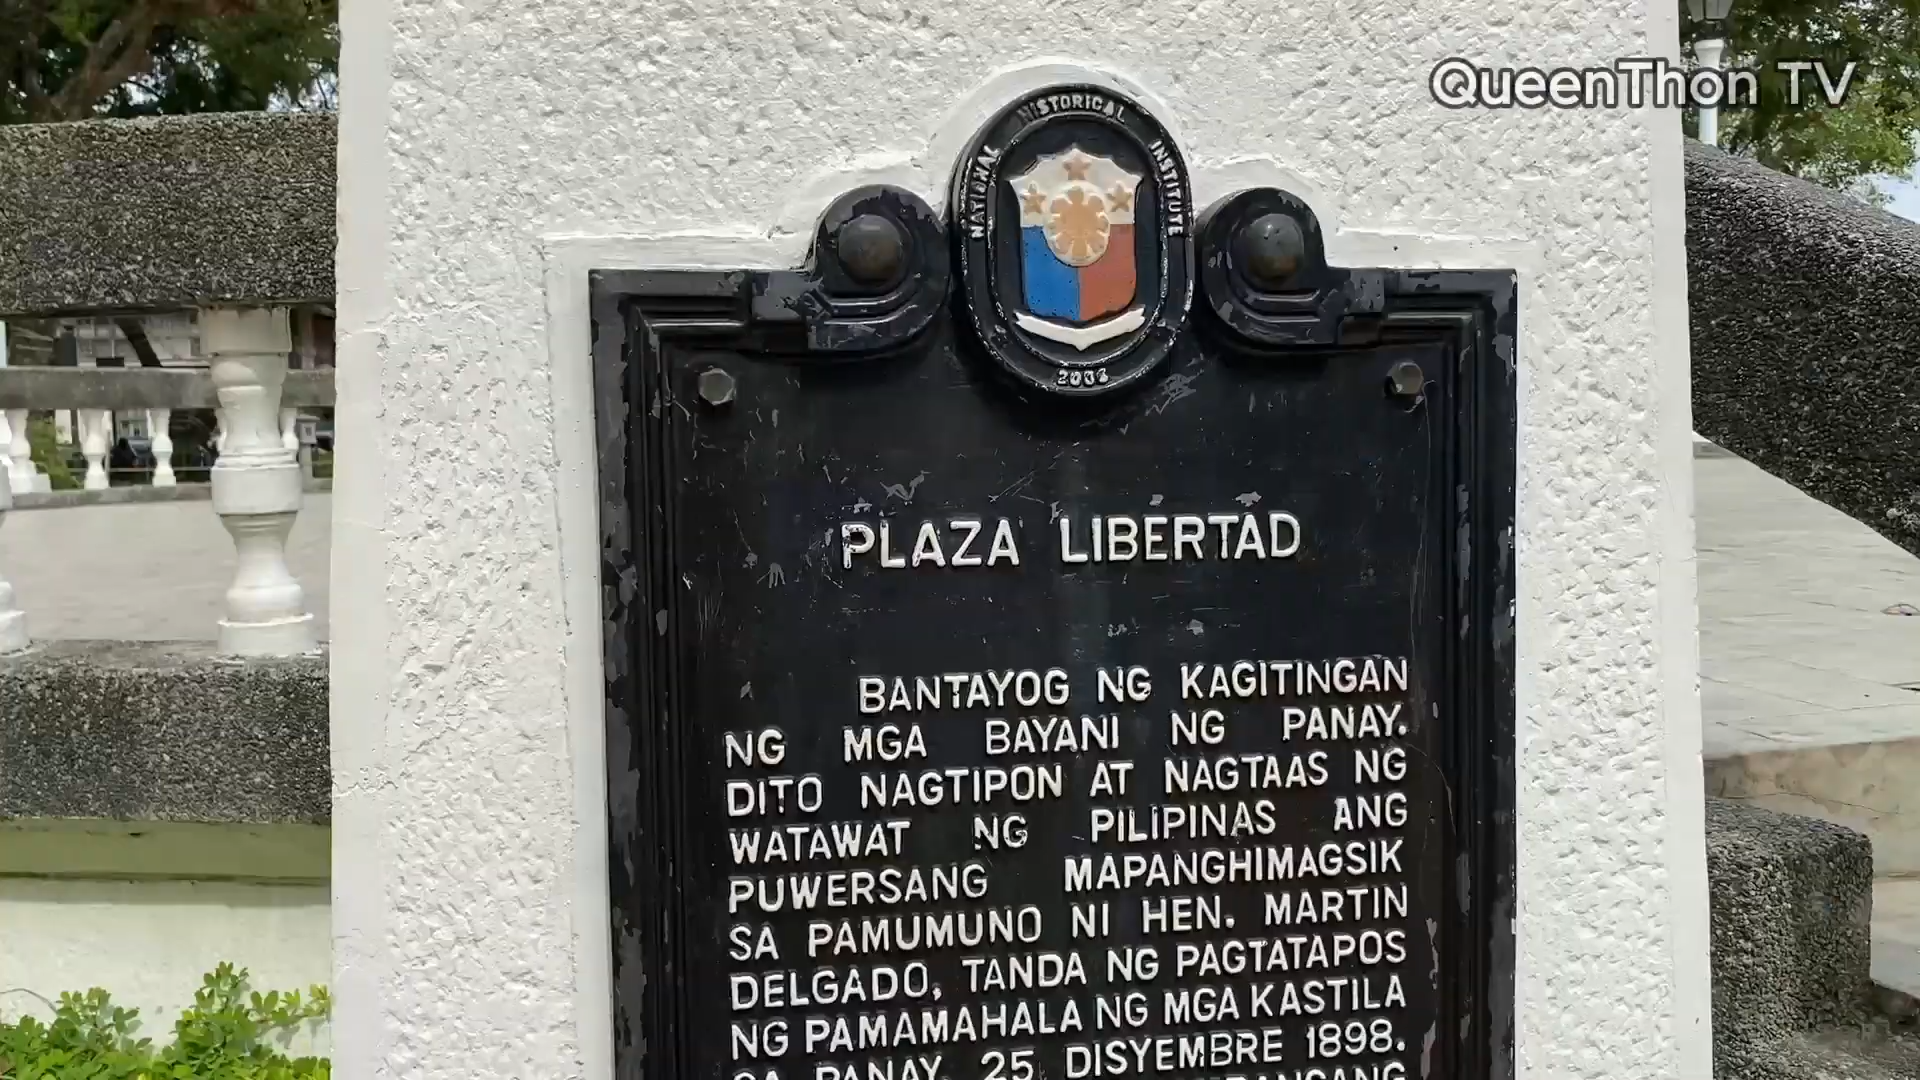 QueenThon TV
NATIONAL HISTORICAL INSTITUTE
PLAZA LIBERTAD
BANTAYOG NG KAGITINGAN
NG MGA BAYANI NG PANAY.
DITO NAGTIPON AT NAGTAAS NG
WATAWAT NG PILIPINAS ANG
PUWERSANG MAPANGHIMAGSIK
SA PAMUMUNO NI HEN. MARTIN
DELGADO, TANDA NG PAGTATAPOS
NG PAMAMAHALA NG MGA KASTILA
SA PANAY, 25 DISYEMBRE 1898.